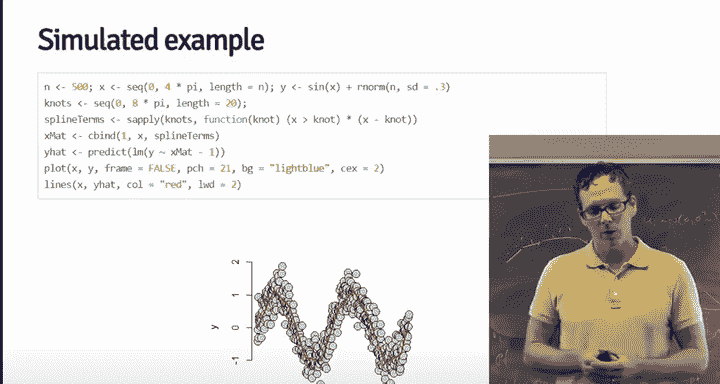 Simulated example
n <- 500; x <- seq(0, 4 * pi, length = n); y <- sin(x) + rnorm(n, sd = .3)
knots <- seq(0, 8 * pi, length = 20);
splineTerms <- sapply(knots, function(knot) (x > knot) * (x - knot))
xMat <- cbind(1, x, splineTerms)
yhat <- predict(lm(y ~ xMat - 1))
plot(x, y, frame = FALSE, pch = 21, bg = "lightblue", cex = 2)
lines(x, yhat, col = "red", lwd = 2)
2
1
y
0
-1